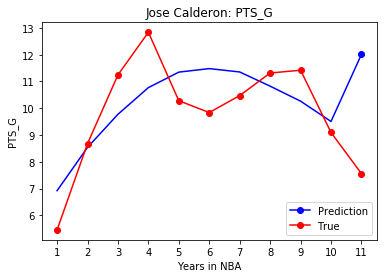 Jose Calderon: PTS_G
13
12
11
10
9
8
7
6
PTS_G
1 2 3 4 5 6 7 8 9 10 11
Years in NBA
Prediction
True